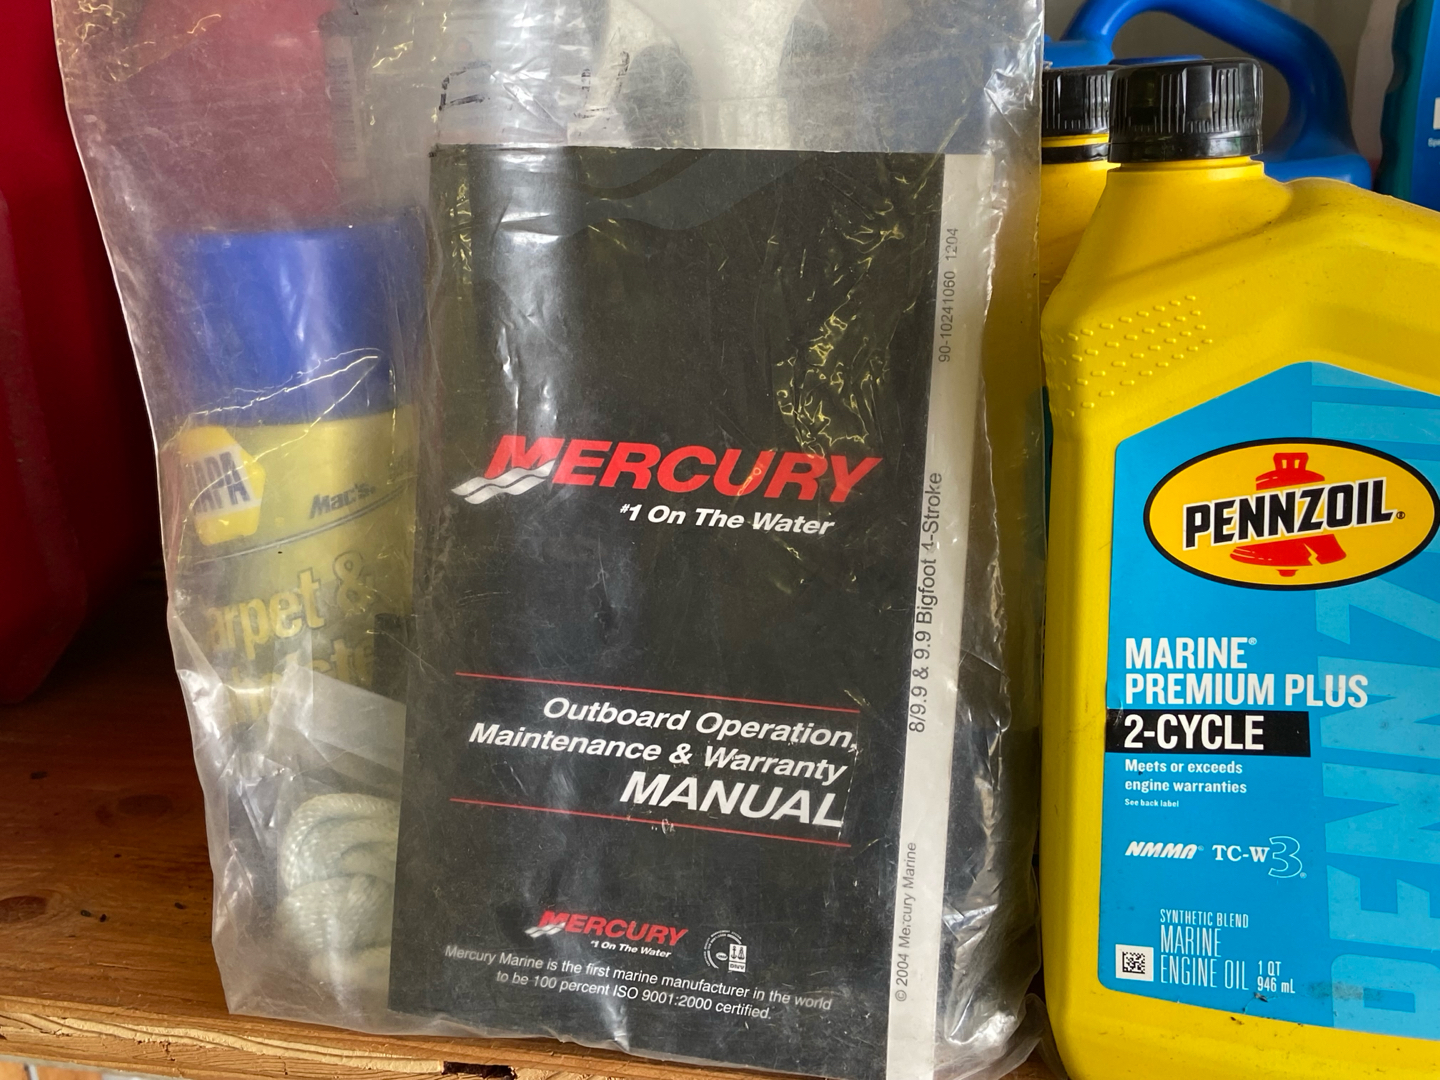 NAPA
Mac's
rpet &
MERCURY
#1 On The Water
Outboard Operation,
Maintenance & Warranty
MANUAL
MERCURY
#1 On The Water
Mercury Marine is the first marine manufacturer in the world
to be 100 percent ISO 9001:2000 certified.
90-10241060 1204
8/9.9 & 9.9 Bigfoot 4-Stroke
© 2004 Mercury Marine
PENNZOIL®
MARINE®
PREMIUM PLUS
2-CYCLE
Meets or exceeds
engine warranties
See back label
NMMA® TC-W3®
SYNTHETIC BLEND
MARINE
ENGINE OIL 1 QT
946 mL
PENNZOIL